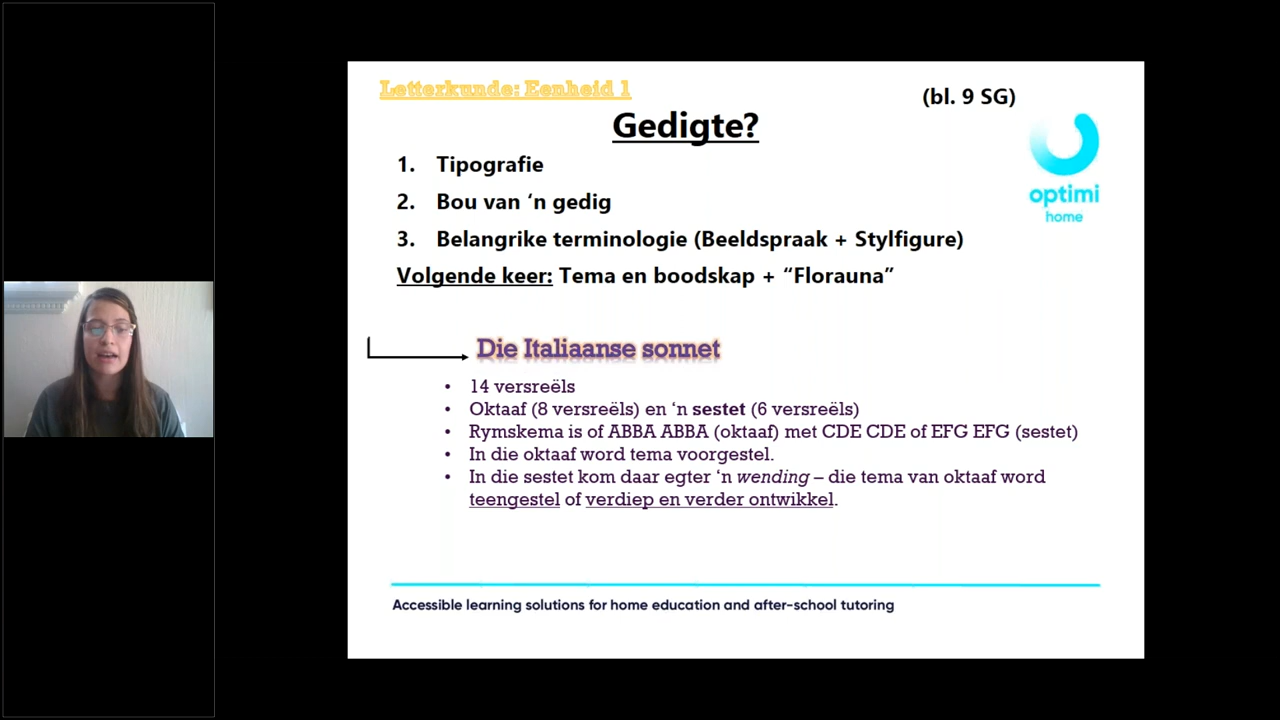 Letterkunde: Eenheid 1
(bl. 9 SG)
Gedigte?
1. Tipografie
2. Bou van ‘n gedig
3. Belangrike terminologie (Beeldspraak + Stylfigure)
Volgende keer: Tema en boodskap + “Florauna”
optimi
home
Die Italiaanse sonnet
• 14 versreëls
• Oktaaf (8 versreëls) en ‘n sestet (6 versreëls)
• Rymskema is of ABBA ABBA (oktaaf) met CDE CDE of EFG EFG (sestet)
• In die oktaaf word tema voorgestel.
• In die sestet kom daar egter ‘n wending – die tema van oktaaf word
teengestel of verdiep en verder ontwikkel.
Accessible learning solutions for home education and after-school tutoring